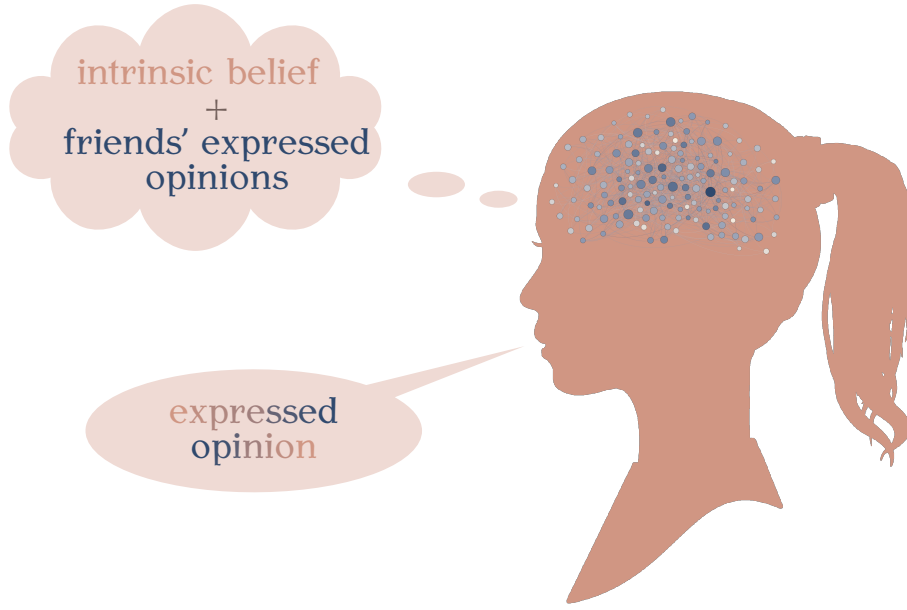 intrinsic belief
+
friends' expressed
opinions
expressed
opinion